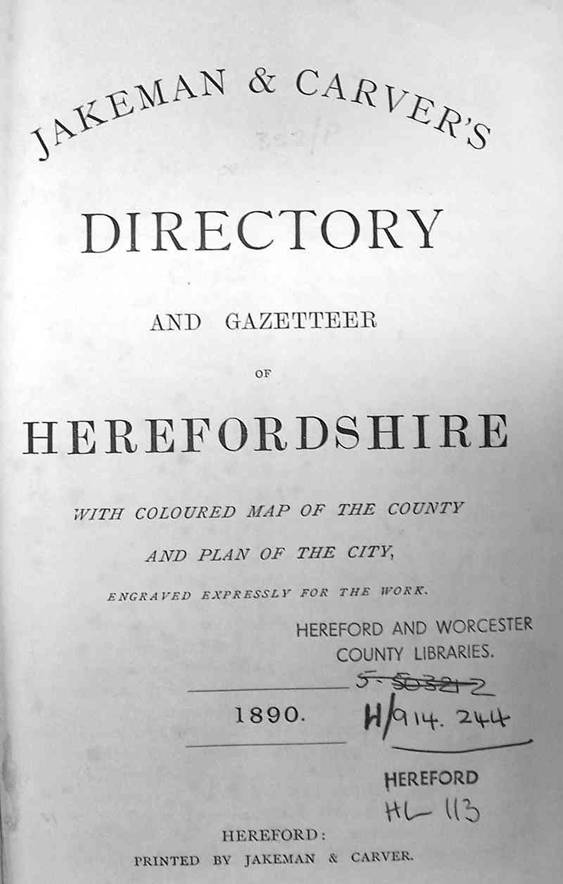 JAKEMAN & CARVER'S
DIRECTORY
AND GAZETTEER
OF
HEREFORDSHIRE
WITH COLOURED MAP OF THE COUNTY
AND PLAN OF THE CITY,
ENGRAVED EXPRESSLY FOR THE WORK.
HEREFORD AND WORCESTER
COUNTY LIBRARIES.
1890.
H/914.244
HEREFORD
HL 113
HEREFORD:
PRINTED BY JAKEMAN & CARVER.